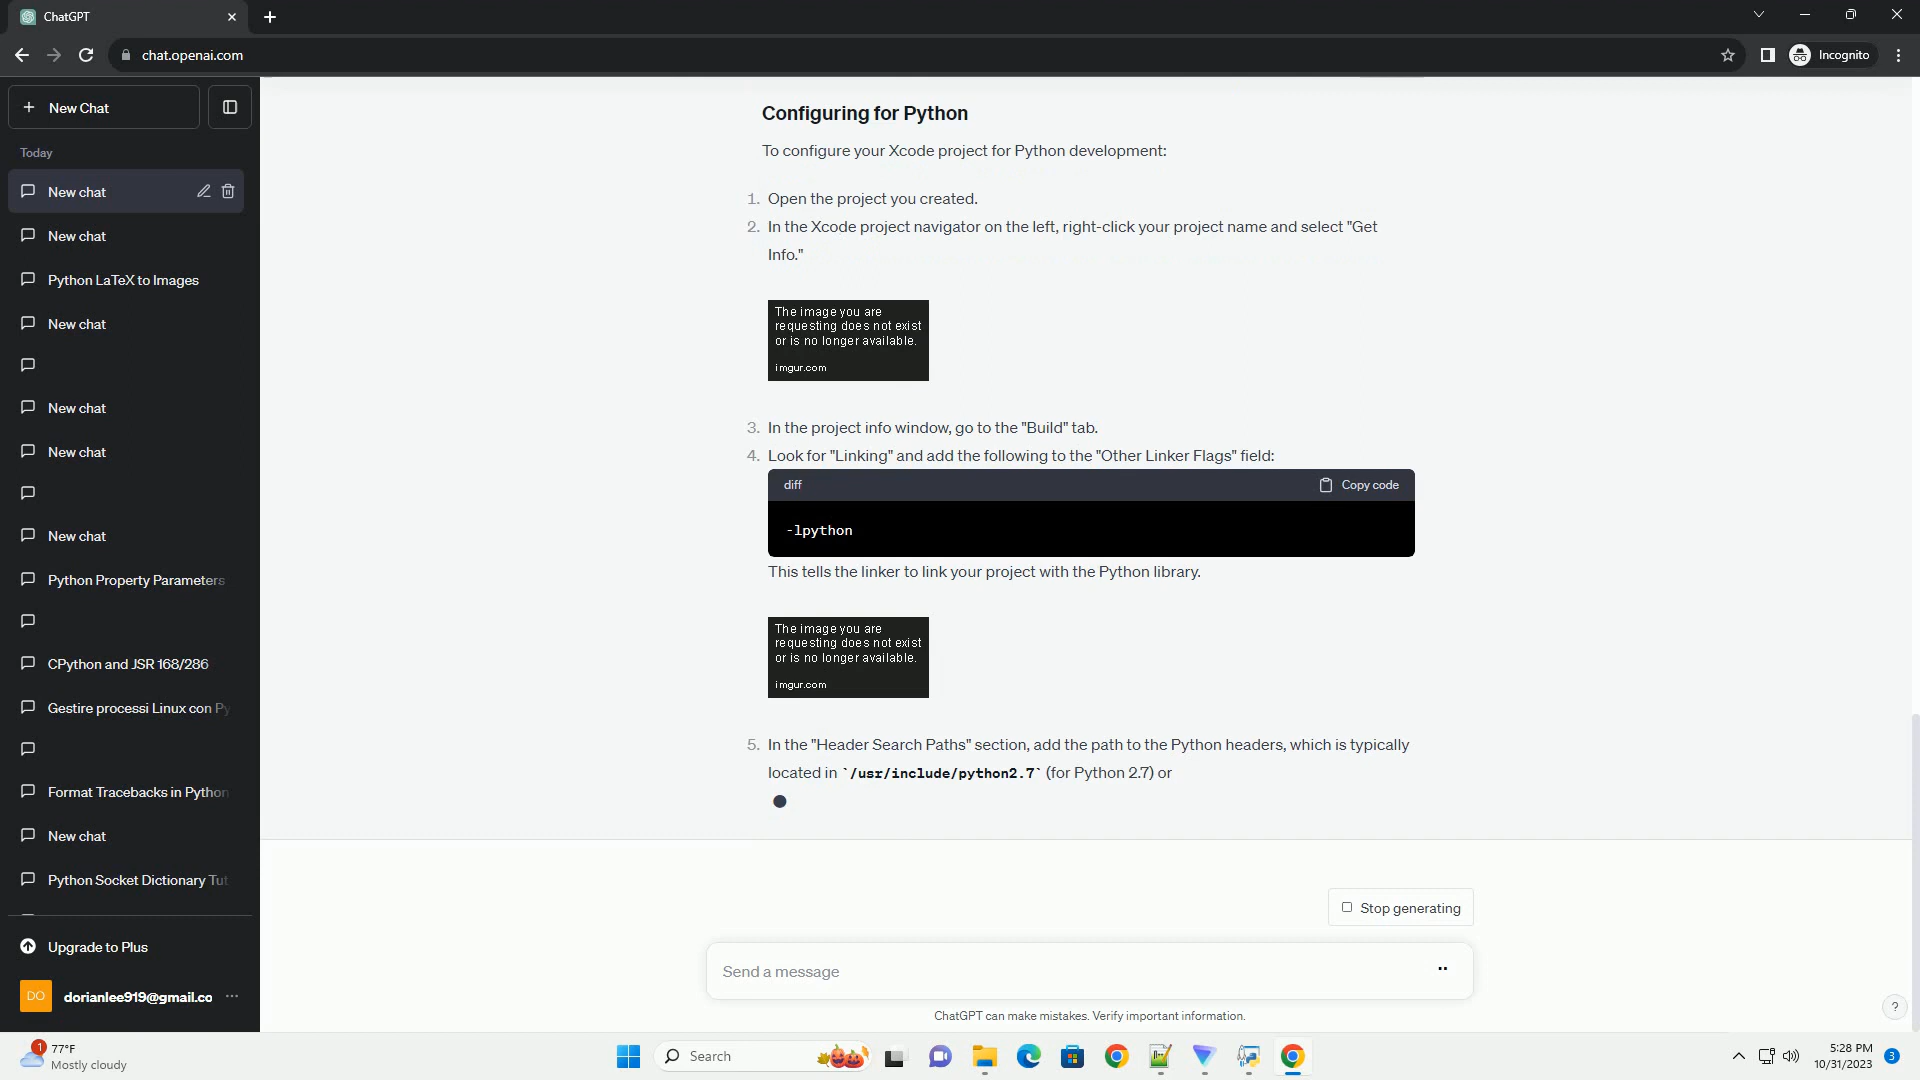 ChatGPT
chat.openai.com
Incognito
New Chat
Today
New chat
New chat
Python LaTeX to Images
New chat
New chat
New chat
New chat
Python Property Parameters
CPython and JSR 168/286
Gestire processi Linux con Py
Format Tracebacks in Python
New chat
Python Socket Dictionary Tut
Upgrade to Plus
DO
dorianlee919@gmail.co
Configuring for Python
To configure your Xcode project for Python development:
1. Open the project you created.
2. In the Xcode project navigator on the left, right-click your project name and select "Get
Info."
The image you are
requesting does not exist
or is no longer available.
imgur.com
3. In the project info window, go to the "Build" tab.
4. Look for "Linking" and add the following to the "Other Linker Flags" field:
diff
Copy code
-lpython
This tells the linker to link your project with the Python library.
The image you are
requesting does not exist
or is no longer available.
imgur.com
5. In the "Header Search Paths" section, add the path to the Python headers, which is typically
located in `/usr/include/python2.7` (for Python 2.7) or
Stop generating
Send a message
ChatGPT can make mistakes. Verify important information.
?
1
77°F
Mostly cloudy
Search
5:28 PM
10/31/2023
3